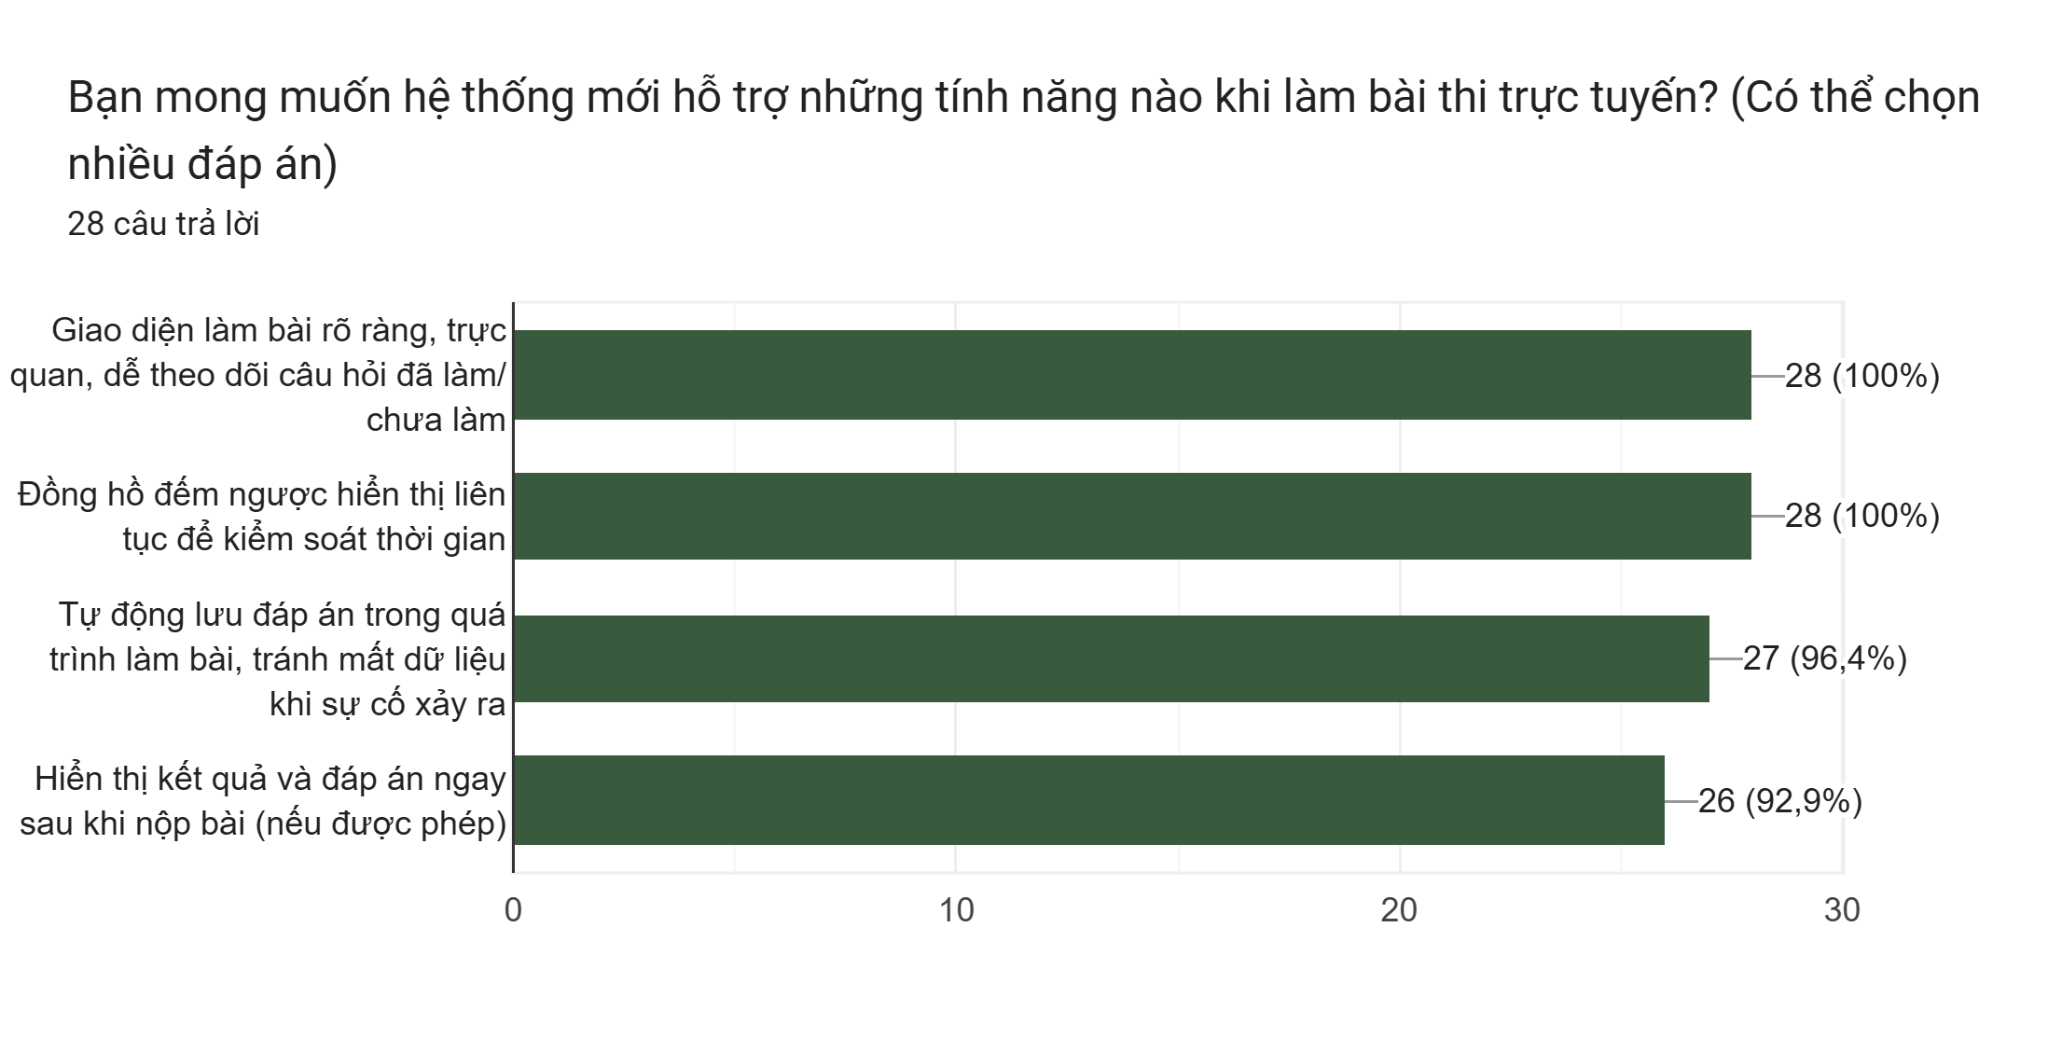 Bạn mong muốn hệ thống mới hỗ trợ những tính năng nào khi làm bài thi trực tuyến? (Có thể chọn
nhiều đáp án)
28 câu trả lời
Giao diện làm bài rõ ràng, trực
quan, dễ theo dõi câu hỏi đã làm/
chưa làm
28 (100%)
Đồng hồ đếm ngược hiển thị liên
tục để kiểm soát thời gian
28 (100%)
Tự động lưu đáp án trong quá
trình làm bài, tránh mất dữ liệu
khi sự cố xảy ra
27 (96,4%)
Hiển thị kết quả và đáp án ngay
sau khi nộp bài (nếu được phép)
26 (92,9%)
0 10 20 30